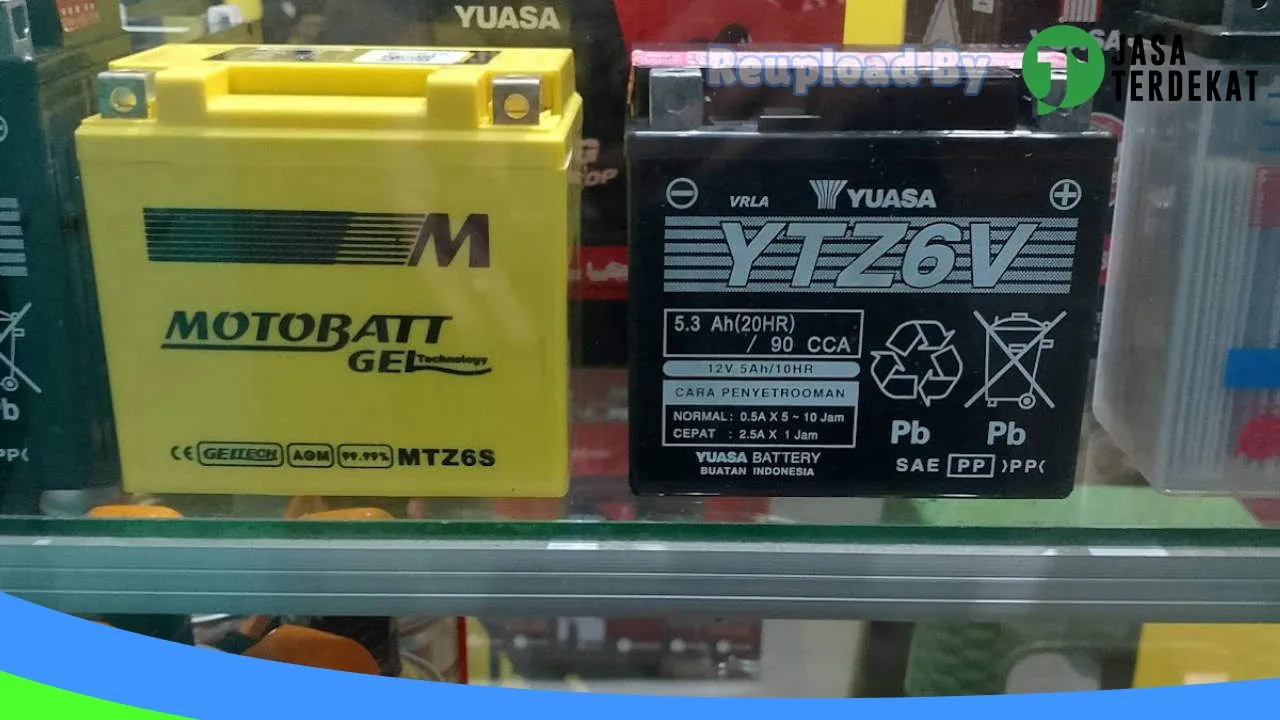 YUASA
Reupload By
JASA
TERDEKAT
M
MOTOBATT
GEL Technology
CE GELTECH AGM 99.99% MTZ6S
VRLA YUASA
YTZ6V
5.3 Ah(20HR)
/ 90 CCA
12V 5Ah/10HR
CARA PENYETROOMAN
NORMAL: 0.5A X 5 ~ 10 Jam
CEPAT : 2.5A X 1 Jam
YUASA BATTERY
BUATAN INDONESIA
Pb Pb
SAE PP 〉PP〈